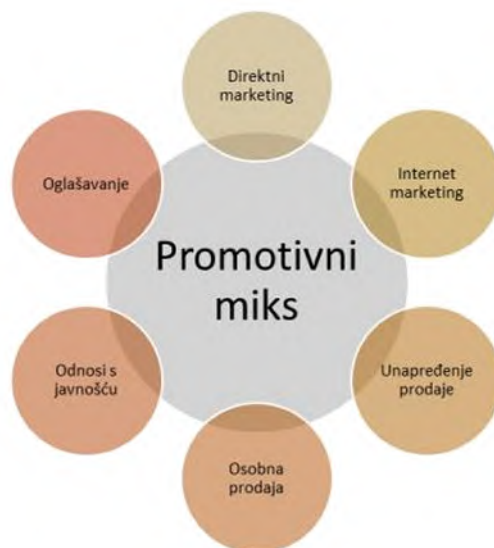 Direktni
marketing
Internet
marketing
Unapređenje
prodaje
Osobna
prodaja
Odnosi s
javnošću
Oglašavanje
Promotivni
miks